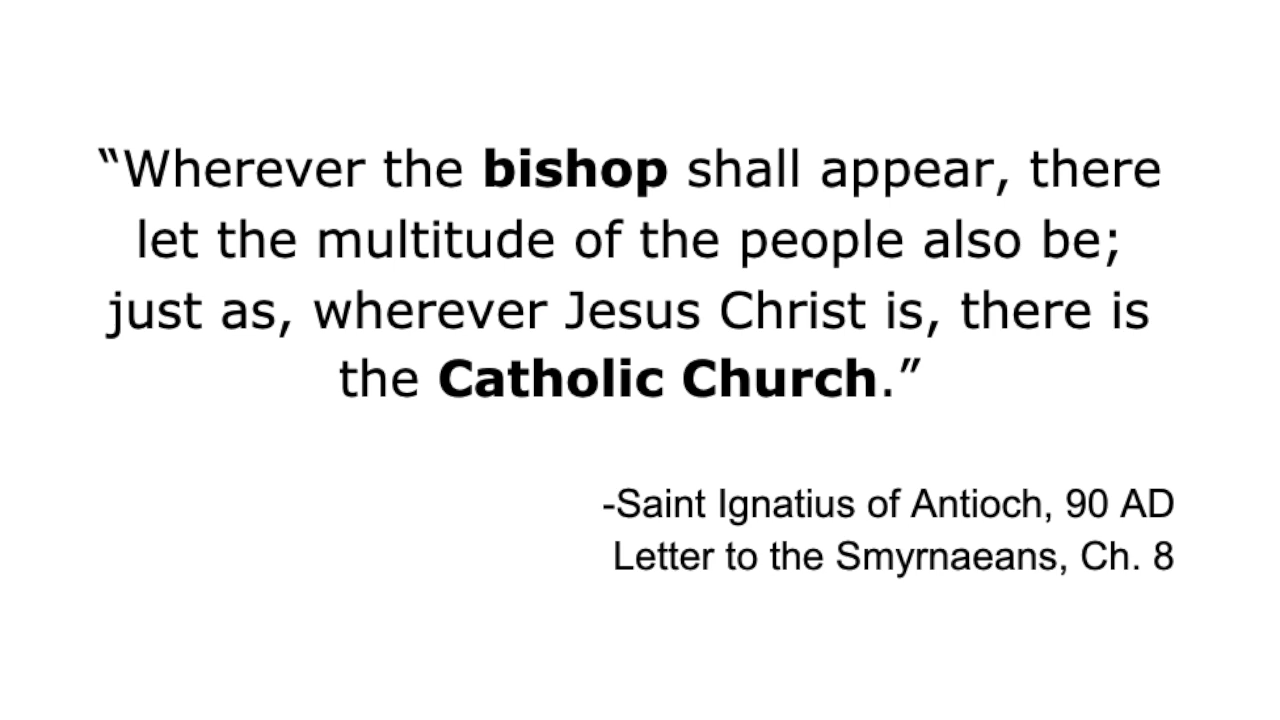 “Wherever the bishop shall appear, there
let the multitude of the people also be;
just as, wherever Jesus Christ is, there is
the Catholic Church.”
-Saint Ignatius of Antioch, 90 AD
Letter to the Smyrnaeans, Ch. 8